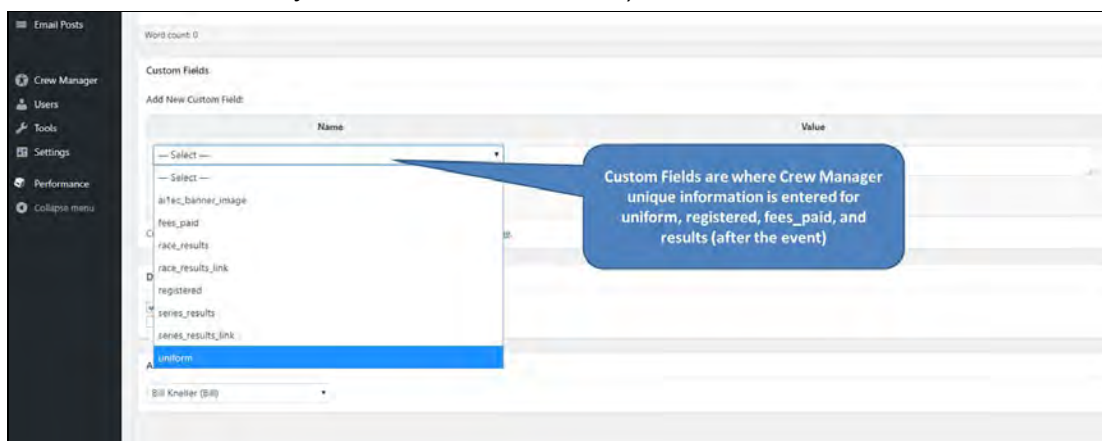 Email Posts
Crew Manager
Users
Tools
Settings
Performance
Collapse menu
Word count: 0
Custom Fields
Add New Custom Field:
Name
Value
— Select —
— Select —
ai1ec_banner_image
fees_paid
race_results
race_results_link
registered
series_results
series_results_link
uniform
Custom Fields are where Crew Manager
unique information is entered for
uniform, registered, fees_paid, and
results (after the event)
Bill Kneller (Bill)